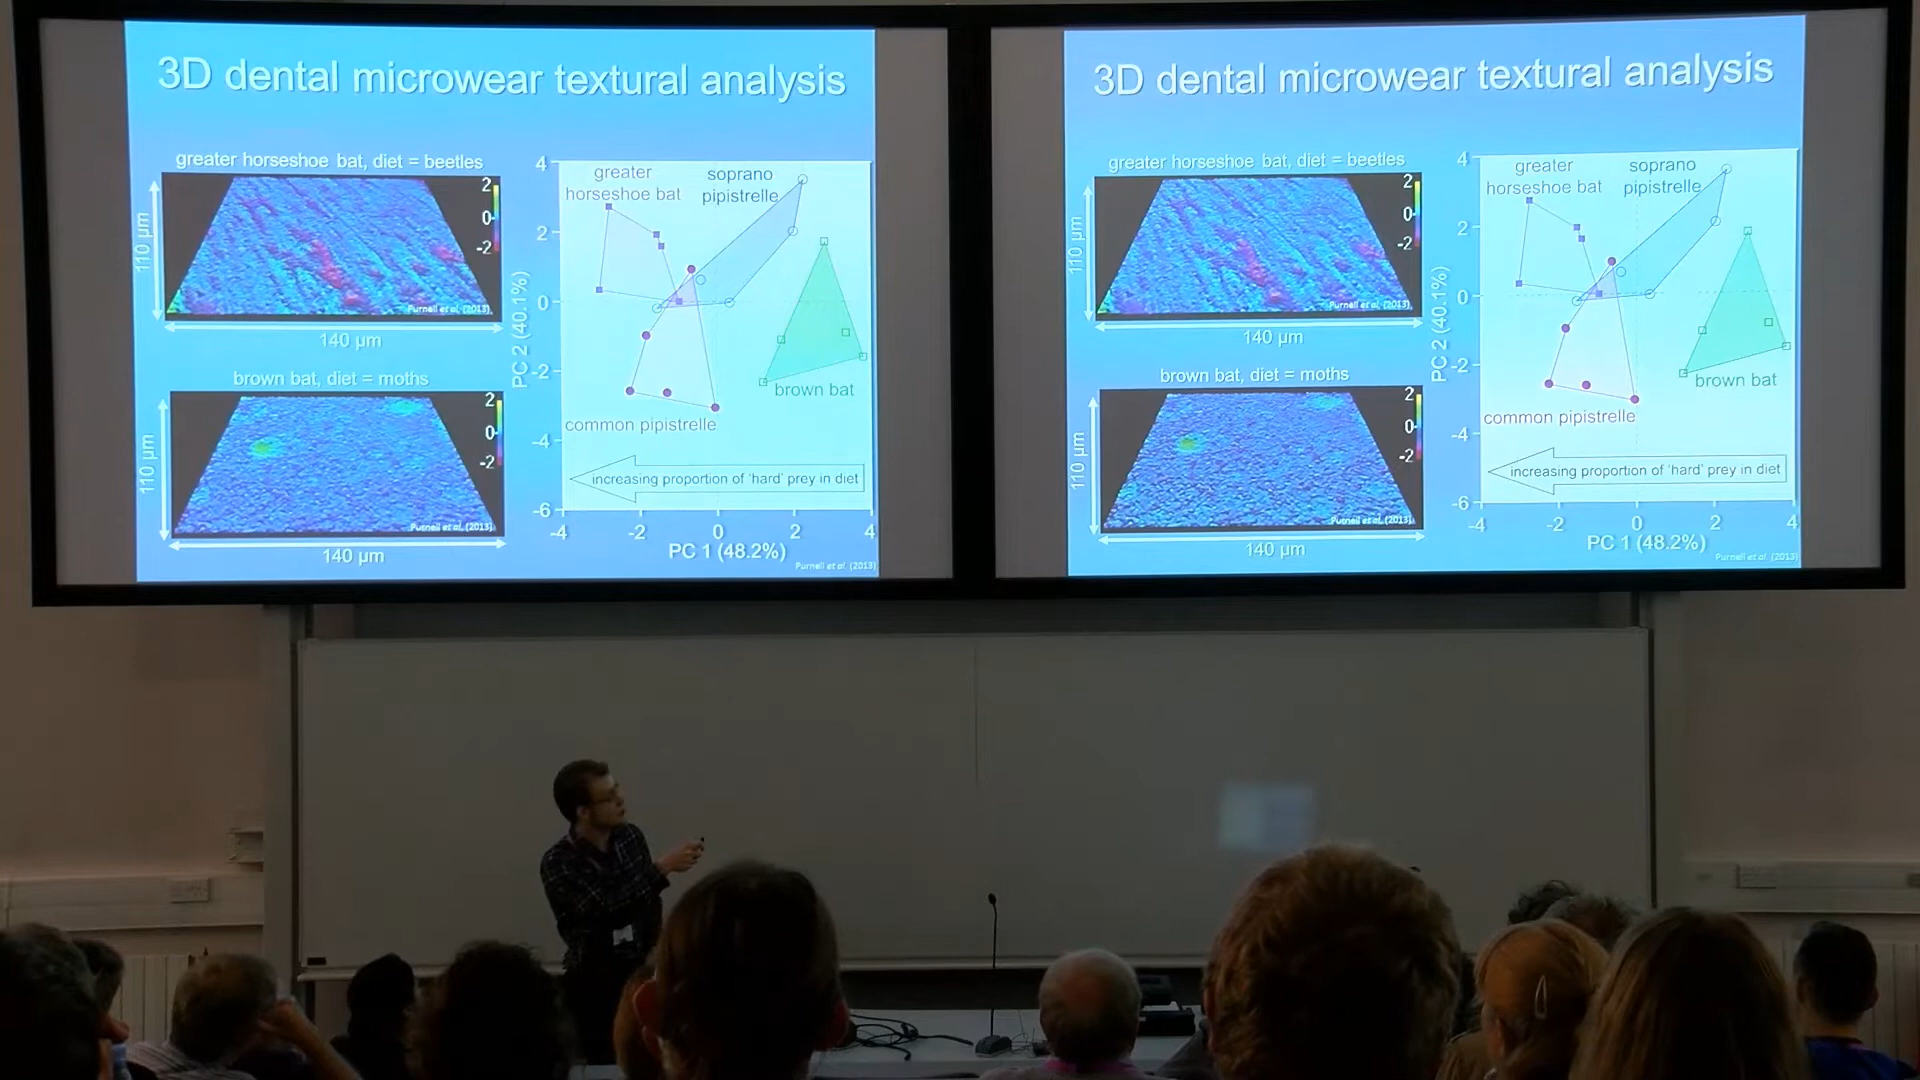 3D dental microwear textural analysis
greater horseshoe bat, diet = beetles
2
0
-2
110 µm
Purnell et al. (2013)
140 µm
brown bat, diet = moths
2
0
-2
110 µm
Purnell et al. (2013)
140 µm
4
2
0
-2
-4
-6
PC 2 (40.1%)
greater
horseshoe bat
soprano
pipistrelle
brown bat
common pipistrelle
increasing proportion of 'hard' prey in diet
-4
-2
0
2
4
PC 1 (48.2%)
Purnell et al. (2013)
3D dental microwear textural analysis
greater horseshoe bat, diet = beetles
2
0
-2
110 µm
Purnell et al. (2013)
140 µm
brown bat, diet = moths
2
0
-2
110 µm
Purnell et al. (2013)
140 µm
4
2
0
-2
-4
-6
PC 2 (40.1%)
greater
horseshoe bat
soprano
pipistrelle
brown bat
common pipistrelle
increasing proportion of 'hard' prey in diet
-4
-2
0
2
4
PC 1 (48.2%)
Purnell et al. (2013)